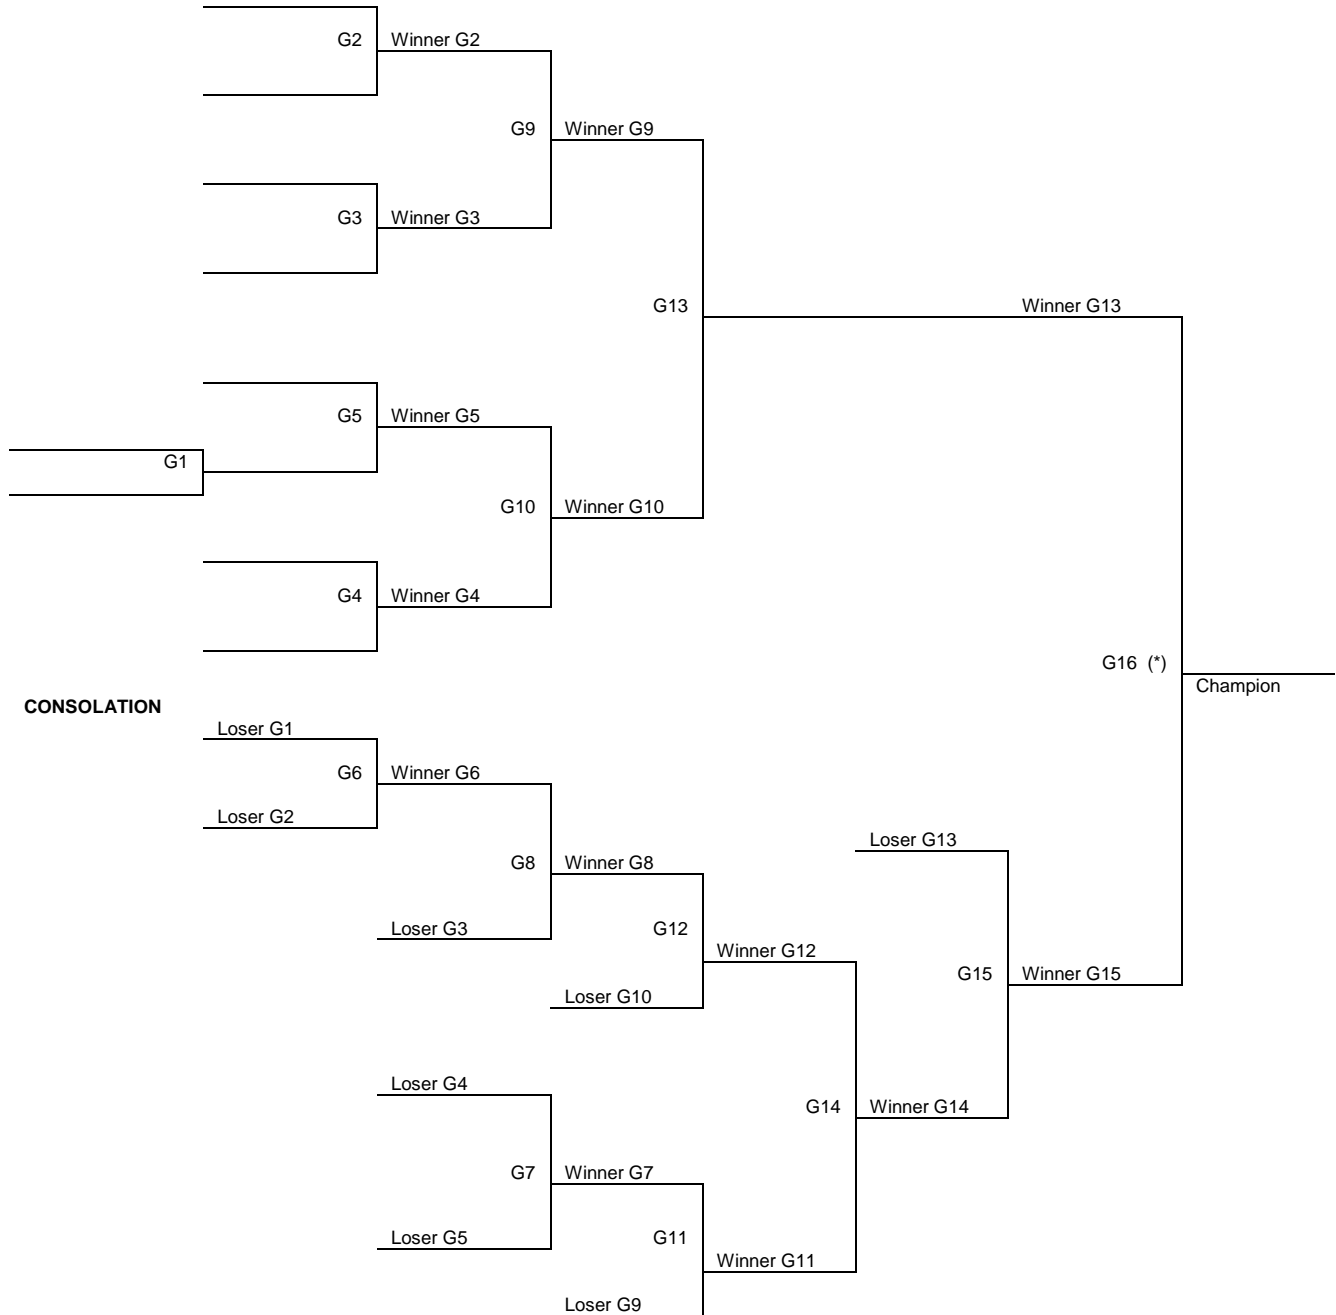 G2 Winner G2
G9 Winner G9
G3 Winner G3
G13 Winner G13
G5 Winner G5
G1
G10 Winner G10
G4 Winner G4
G16 (*)
Champion
CONSOLATION
Loser G1
G6 Winner G6
Loser G2
Loser G13
G8 Winner G8
Loser G3
G12
Winner G12
G15 Winner G15
Loser G10
Loser G4
G14 Winner G14
G7 Winner G7
Loser G5
G11
Winner G11
Loser G9